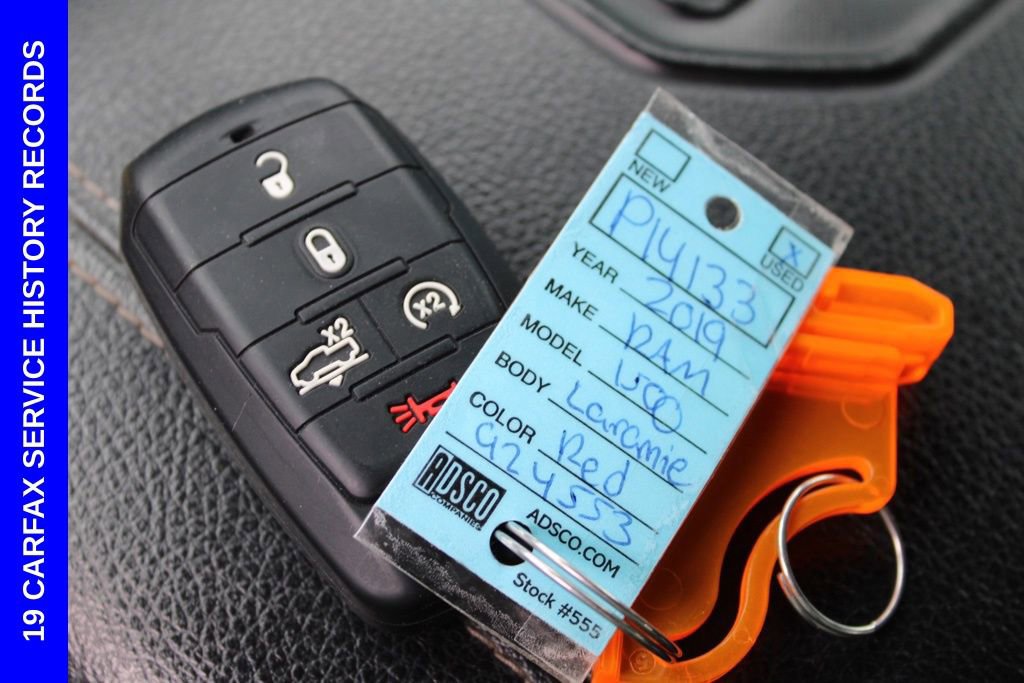 19 CARFAX SERVICE HISTORY RECORDS
X2
X2
NEW
X
USED
P14133
YEAR 2019
MAKE RAM
MODEL 1500
BODY Laramie
COLOR Red
924553
ADSCO
COMPANIES
ADSCO.COM
Stock #555